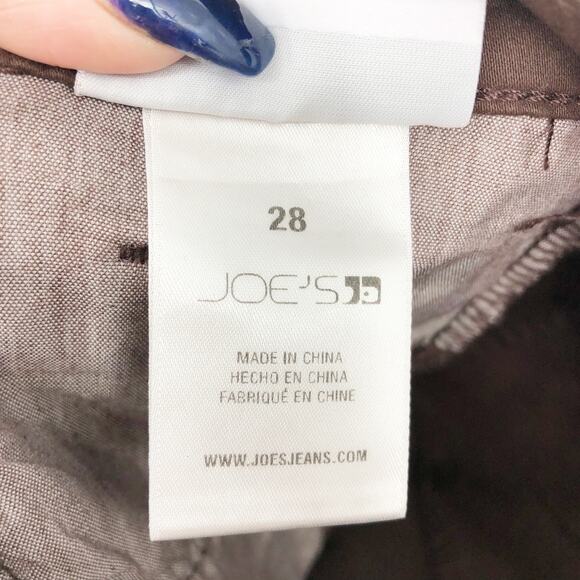 28
JOE'S
MADE IN CHINA
HECHO EN CHINA
FABRIQUÉ EN CHINE
WWW.JOESJEANS.COM